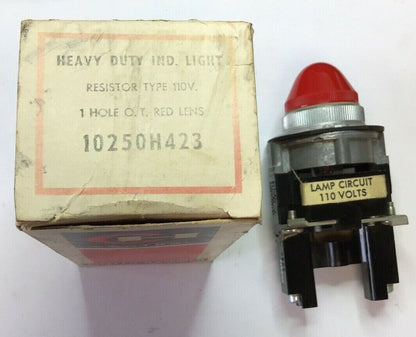 HEAVY DUTY IND. LIGHT
RESISTOR TYPE 110V.
1 HOLE O.T. RED LENS
10250H423
LAMP CIRCUIT
110 VOLTS